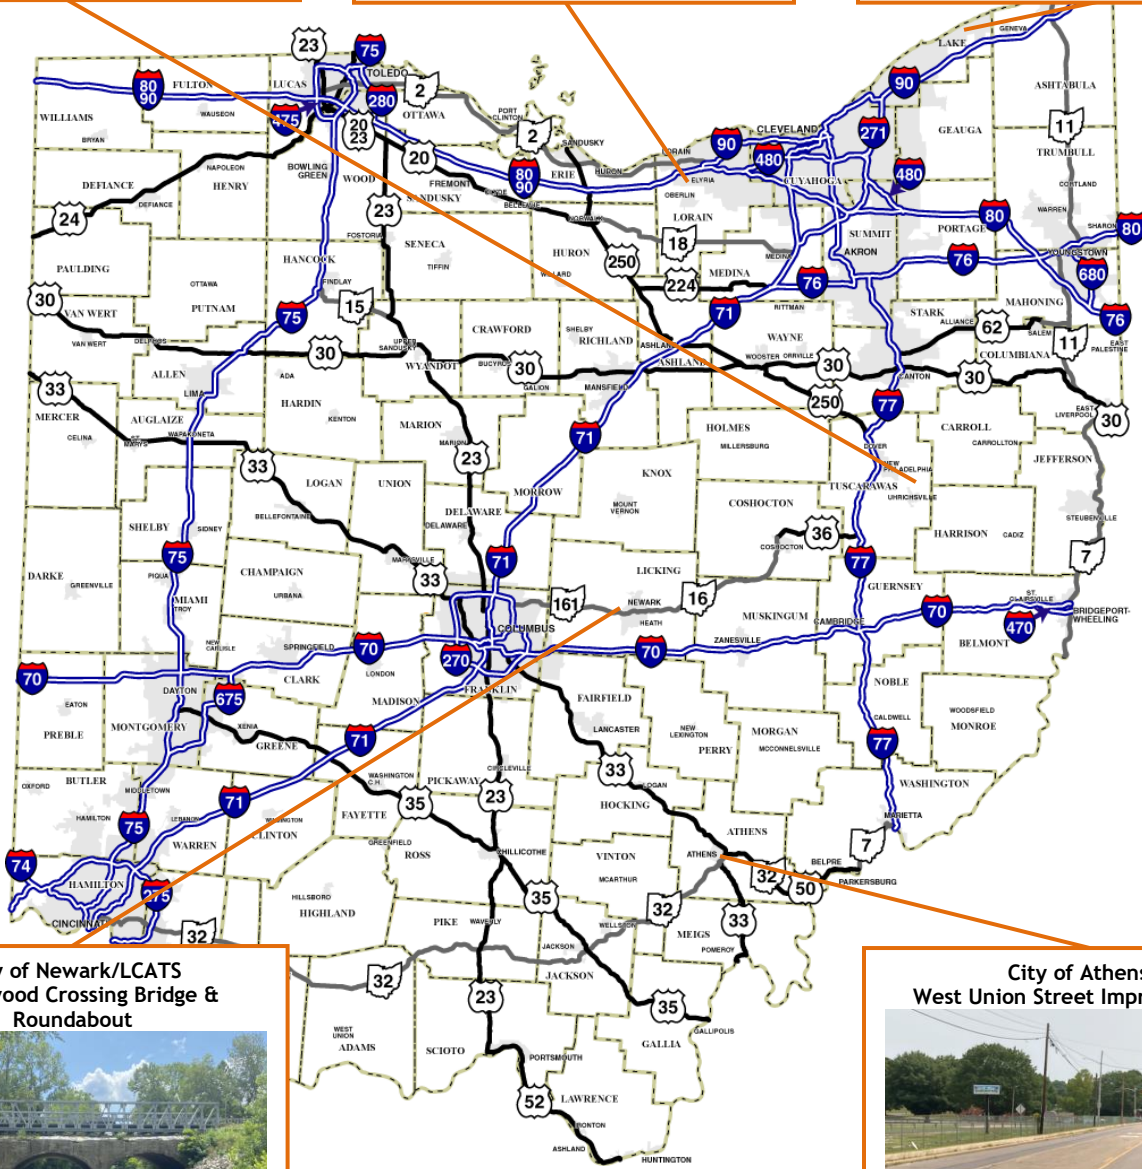 23
75
TOLEDO
LAKE
GENEVA
80
90
FULTON
LUCAS
2
90
ASHTABULA
WILLIAMS
WAUSEON
475
280
OTTAWA
PORT
CLINTON
11
BRYAN
20
23
2
SANDUSKY
CLEVELAND
271
GEAUGA
TRUMBULL
NAPOLEON
BOWLING
GREEN
WOOD
20
LORAIN
90
480
480
DEFIANCE
HENRY
FREMONT
CLYDE
80
90
ERIE
HURON
ELYRIA
CUYAHOGA
CORTLAND
DEFIANCE
SANDUSKY
BELLEVUE
OBERLIN
WARREN
24
23
NORWALK
LORAIN
80
SHARON
80
FOSTORIA
SENECA
18
SUMMIT
PORTAGE
HANCOCK
HURON
250
AKRON
YOUNGSTOWN
PAULDING
TIFFIN
WILLARD
MEDINA
MEDINA
76
680
OTTAWA
FINDLAY
224
76
30
PUTNAM
15
RITTMAN
MAHONING
VAN WERT
75
CRAWFORD
SHELBY
RICHLAND
71
STARK
ALLIANCE
62
SALEM
76
VAN WERT
DELPHOS
UPPER
SANDUSKY
ASHLAND
WAYNE
11
EAST
PALESTINE
30
WYANDOT
BUCYRUS
30
ASHLAND
WOOSTER
ORRVILLE
30
COLUMBIANA
33
ALLEN
ADA
GALION
MANSFIELD
CANTON
30
LIMA
250
77
MERCER
AUGLAIZE
HARDIN
KENTON
MARION
HOLMES
CARROLL
EAST
LIVERPOOL
30
CELINA
ST.
MARYS
WAPAKONETA
MARION
71
MILLERSBURG
DOVER
CARROLLTON
33
23
KNOX
NEW
PHILADELPHIA
JEFFERSON
LOGAN
UNION
MORROW
TUSCARAWAS
UHRICHSVILLE
MOUNT
VERNON
COSHOCTON
BELLEFONTAINE
DELAWARE
DELAWARE
STEUBENVILLE
SHELBY
SIDNEY
36
HARRISON
CADIZ
75
MARYSVILLE
71
COSHOCTON
77
7
DARKE
GREENVILLE
PIQUA
CHAMPAIGN
33
LICKING
GUERNSEY
MIAMI
TROY
URBANA
161
NEWARK
16
ST.
CLAIRSVILLE
HEATH
MUSKINGUM
CAMBRIDGE
70
470
BRIDGEPORT-
WHEELING
COLUMBUS
NEW
CARLISLE
SPRINGFIELD
70
270
70
ZANESVILLE
BELMONT
70
CLARK
LONDON
FRANKLIN
NOBLE
DAYTON
675
MADISON
FAIRFIELD
EATON
MONTGOMERY
XENIA
71
LANCASTER
NEW
LEXINGTON
MORGAN
CALDWELL
WOODSFIELD
MONROE
PREBLE
GREENE
PERRY
MCCONNELSVILLE
77
CIRCLEVILLE
33
BUTLER
OXFORD
MIDDLETOWN
WASHINGTON
C.H.
PICKAWAY
LOGAN
WASHINGTON
71
35
23
HOCKING
HAMILTON
75
LEBANON
WILMINGTON
FAYETTE
MARIETTA
CLINTON
ATHENS
WARREN
GREENFIELD
ROSS
CHILLICOTHE
VINTON
ATHENS
7
74
BELPRE
HAMILTON
275
MCARTHUR
32
50
PARKERSBURG
HILLSBORO
35
HIGHLAND
32
33
CINCINNATI
PIKE
WAVERLY
WELLSTON
MEIGS
32
JACKSON
POMEROY
32
JACKSON
23
35
GALLIPOLIS
WEST
UNION
ADAMS
SCIOTO
PORTSMOUTH
GALLIA
52
LAWRENCE
IRONTON
ASHLAND
HUNTINGTON
y of Newark/LCATS
ood Crossing Bridge &
Roundabout
City of Athens
West Union Street Impr